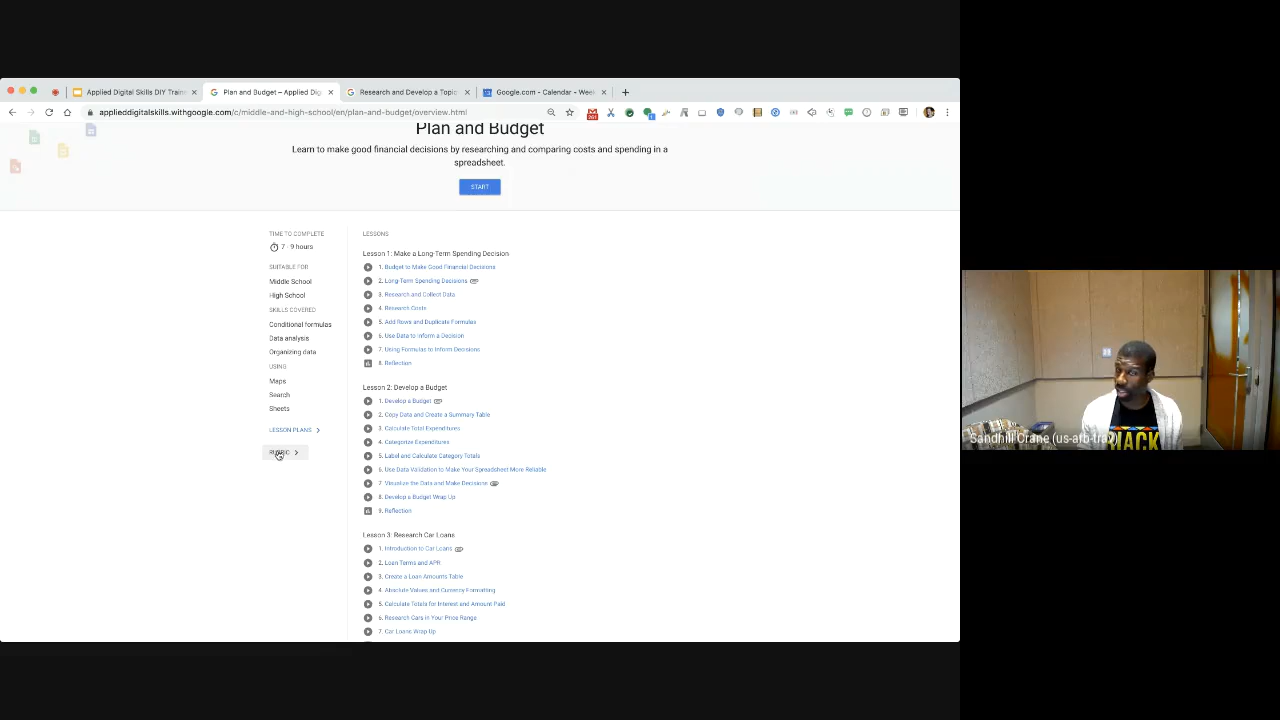 Applied Digital Skills DIY Traine
Plan and Budget – Applied Dig
Research and Develop a Topic
Google.com - Calendar - Week
applieddigitalskills.withgoogle.com/c/middle-and-high-school/en/plan-and-budget/overview.html
Plan and Budget
Learn to make good financial decisions by researching and comparing costs and spending in a
spreadsheet.
START
TIME TO COMPLETE
7 - 9 hours
SUITABLE FOR
Middle School
High School
SKILLS COVERED
Conditional formulas
Data analysis
Organizing data
USING
Maps
Search
Sheets
LESSON PLANS
LESSONS
Lesson 1: Make a Long-Term Spending Decision
1. Budget to Make Good Financial Decisions
2. Long-Term Spending Decisions
3. Research and Collect Data
4. Research Costs
5. Add Rows and Duplicate Formulas
6. Use Data to Inform a Decision
7. Using Formulas to Inform Decisions
8. Reflection
Lesson 2: Develop a Budget
1. Develop a Budget
2. Copy Data and Create a Summary Table
3. Calculate Total Expenditures
4. Categorize Expenditures
5. Label and Calculate Category Totals
6. Use Data Validation to Make Your Spreadsheet More Reliable
7. Visualize the Data and Make Decisions
8. Develop a Budget Wrap Up
9. Reflection
Lesson 3: Research Car Loans
1. Introduction to Car Loans
2. Loan Terms and APR
3. Create a Loan Amounts Table
4. Absolute Values and Currency Formatting
5. Calculate Totals for Interest and Amount Paid
6. Research Cars in Your Price Range
7. Car Loans Wrap Up
Sandhill Crane (us-afb-tra
HACK